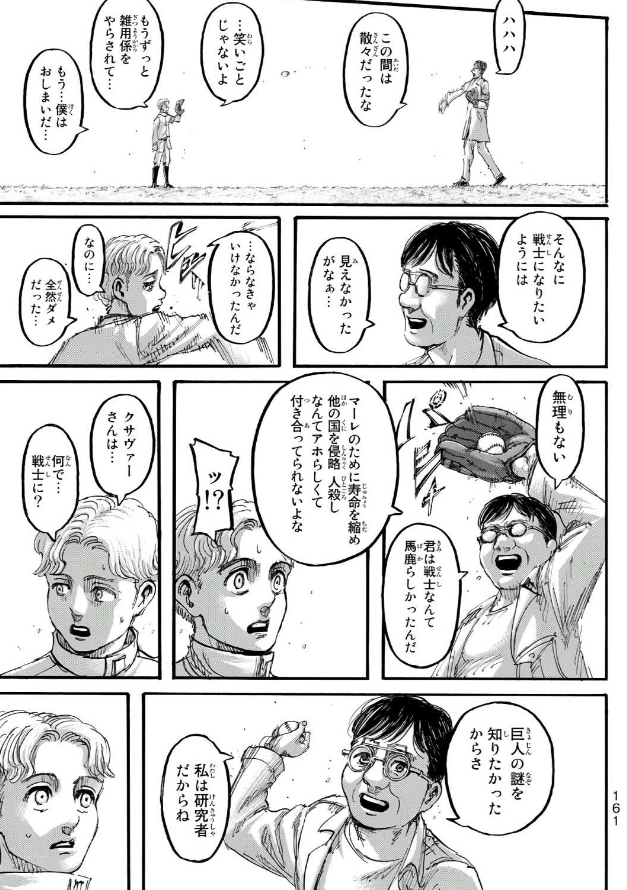 ハハハ
この間は
散々だったな
…笑いごと
じゃないよ
もうずっと
雑用係を
やらされて…
もう…僕は
おしまいだ…
そんなに
戦士になりたい
ようには
見えなかった
がなぁ…
…ならなきゃ
いけなかったんだ
なのに…
全然ダメ
だった…
無理もない
君は戦士なんて
馬鹿らしかったんだ
マーレのために寿命を縮め
他の国を侵略 人殺し
なんてアホらしくて
付き合ってられないよな
ッ!?
クサヴァー
さんは…
何で…
戦士に?
巨人の謎を
知りたかった
からさ
私は研究者
だからね
161